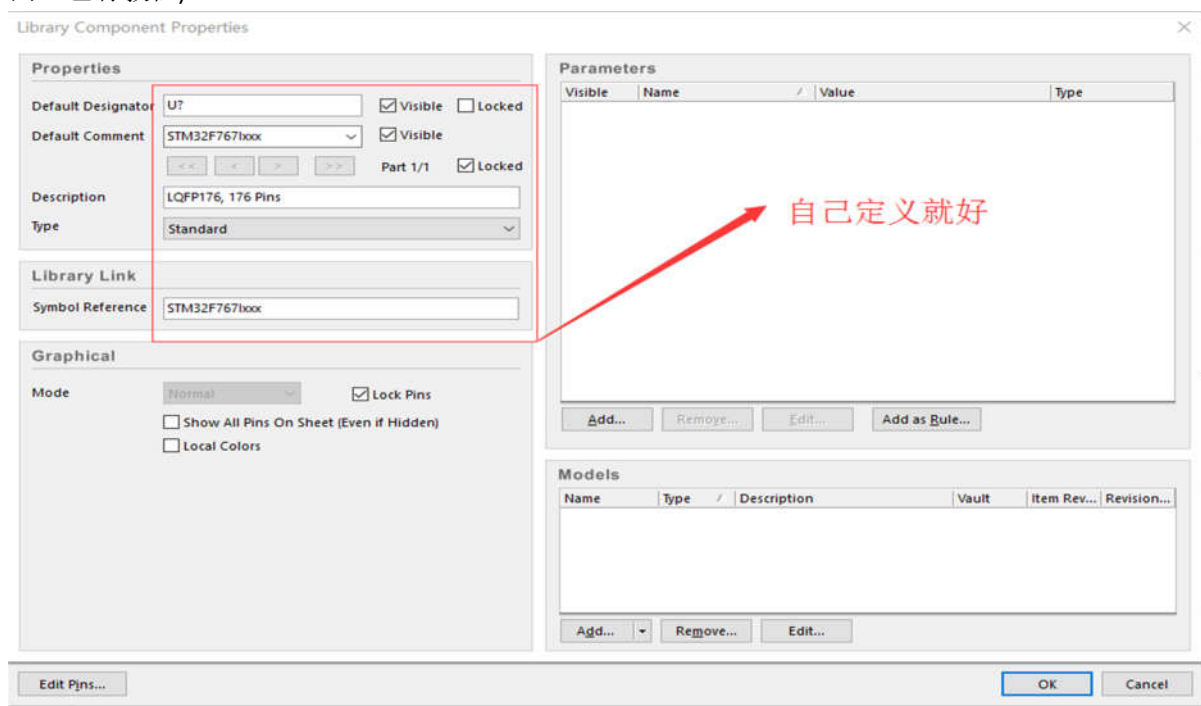 Library Component Properties
Properties
Default Designator U? Visible Locked
Default Comment STM32F767Ixxx Visible
<< < > >> Part 1/1 Locked
Description LQFP176, 176 Pins
Type Standard
Library Link
Symbol Reference STM32F767Ixxx
Graphical
Mode Normal Lock Pins
Show All Pins On Sheet (Even if Hidden)
Local Colors
Parameters
Visible Name / Value Type
自己定义就好
Add... Remove... Edit... Add as Rule...
Models
Name Type / Description Vault Item Rev... Revision...
Add... Remove... Edit...
Edit Pins... OK Cancel